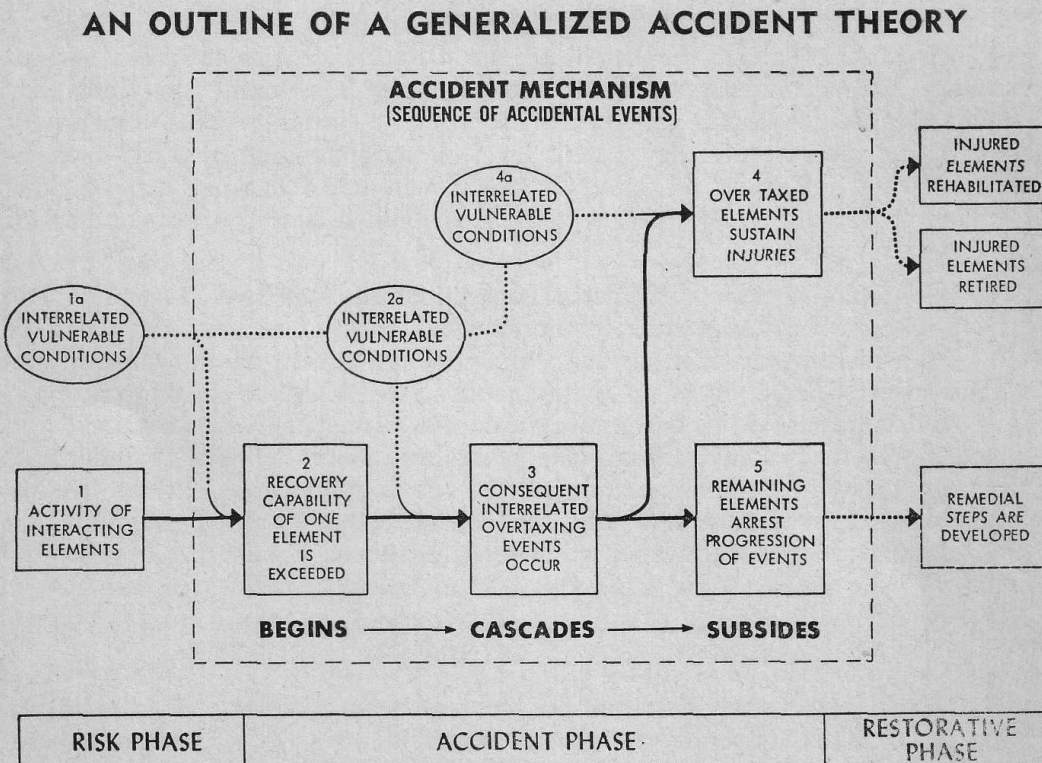 AN OUTLINE OF A GENERALIZED ACCIDENT THEORY
ACCIDENT MECHANISM
(SEQUENCE OF ACCIDENTAL EVENTS)
1a
INTERRELATED
VULNERABLE
CONDITIONS
2a
INTERRELATED
VULNERABLE
CONDITIONS
4a
INTERRELATED
VULNERABLE
CONDITIONS
4
OVER TAXED
ELEMENTS
SUSTAIN
INJURIES
INJURED
ELEMENTS
REHABILITATED
INJURED
ELEMENTS
RETIRED
1
ACTIVITY OF
INTERACTING
ELEMENTS
2
RECOVERY
CAPABILITY
OF ONE
ELEMENT
IS
EXCEEDED
3
CONSEQUENT
INTERRELATED
OVERTAXING
EVENTS
OCCUR
5
REMAINING
ELEMENTS
ARREST
PROGRESSION
OF EVENTS
REMEDIAL
STEPS ARE
DEVELOPED
BEGINS CASCADES SUBSIDES
RISK PHASE
ACCIDENT PHASE
RESTORATIVE
PHASE